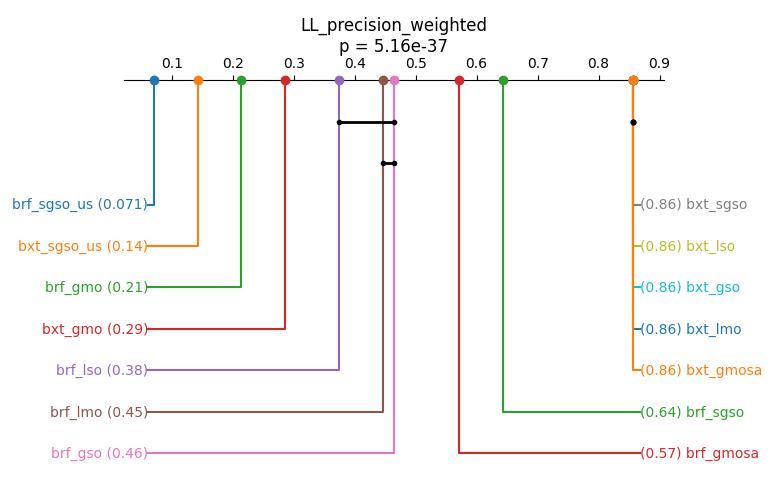 LL_precision_weighted
p = 5.16e-37
0.1 0.2 0.3 0.4 0.5 0.6 0.7 0.8 0.9
brf_sgso_us (0.071) (0.86) bxt_sgso
bxt_sgso_us (0.14) (0.86) bxt_lso
brf_gmo (0.21) (0.86) bxt_gso
bxt_gmo (0.29) (0.86) bxt_lmo
brf_lso (0.38) (0.86) bxt_gmosa
brf_lmo (0.45) (0.64) brf_sgso
brf_gso (0.46) (0.57) brf_gmosa